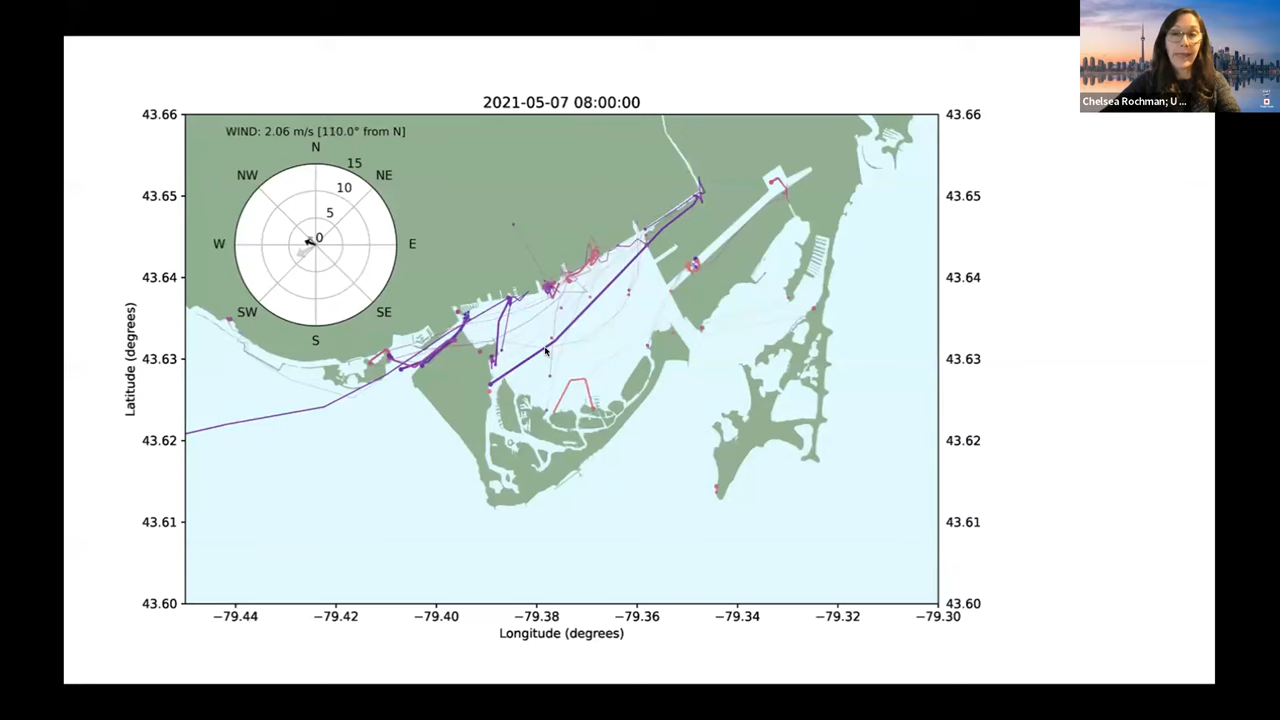 Chelsea Rochman; U ...
2021-05-07 08:00:00
WIND: 2.06 m/s [110.0° from N]
N
NE
E
SE
S
SW
W
NW
15
10
5
0
43.66
43.65
43.64
43.63
43.62
43.61
43.60
43.66
43.65
43.64
43.63
43.62
43.61
43.60
Latitude (degrees)
−79.44
−79.42
−79.40
−79.38
−79.36
−79.34
−79.32
−79.30
Longitude (degrees)